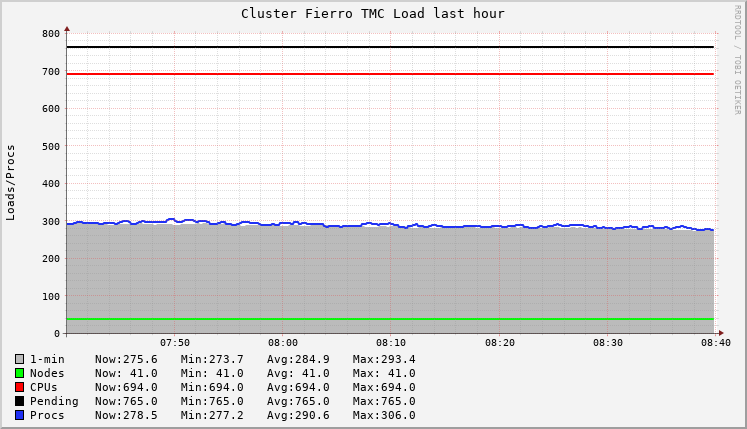 Cluster Fierro TMC Load last hour
RRDTOOL / TOBI OETIKER
Loads/Procs
800
700
600
500
400
300
200
100
0
07:50 08:00 08:10 08:20 08:30 08:40
1-min Now:275.6 Min:273.7 Avg:284.9 Max:293.4
Nodes Now: 41.0 Min: 41.0 Avg: 41.0 Max: 41.0
CPUs Now:694.0 Min:694.0 Avg:694.0 Max:694.0
Pending Now:765.0 Min:765.0 Avg:765.0 Max:765.0
Procs Now:278.5 Min:277.2 Avg:290.6 Max:306.0